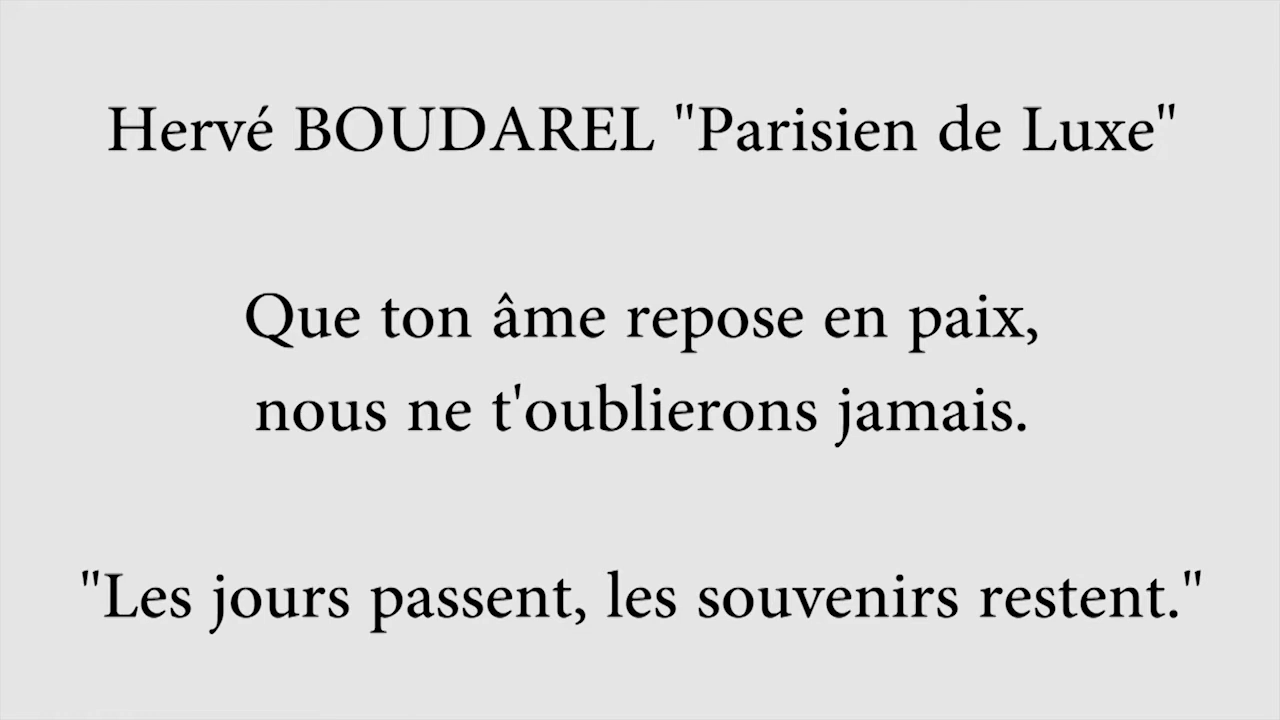 Hervé BOUDAREL "Parisien de Luxe"
Que ton âme repose en paix,
nous ne t'oublierons jamais.
"Les jours passent, les souvenirs restent."